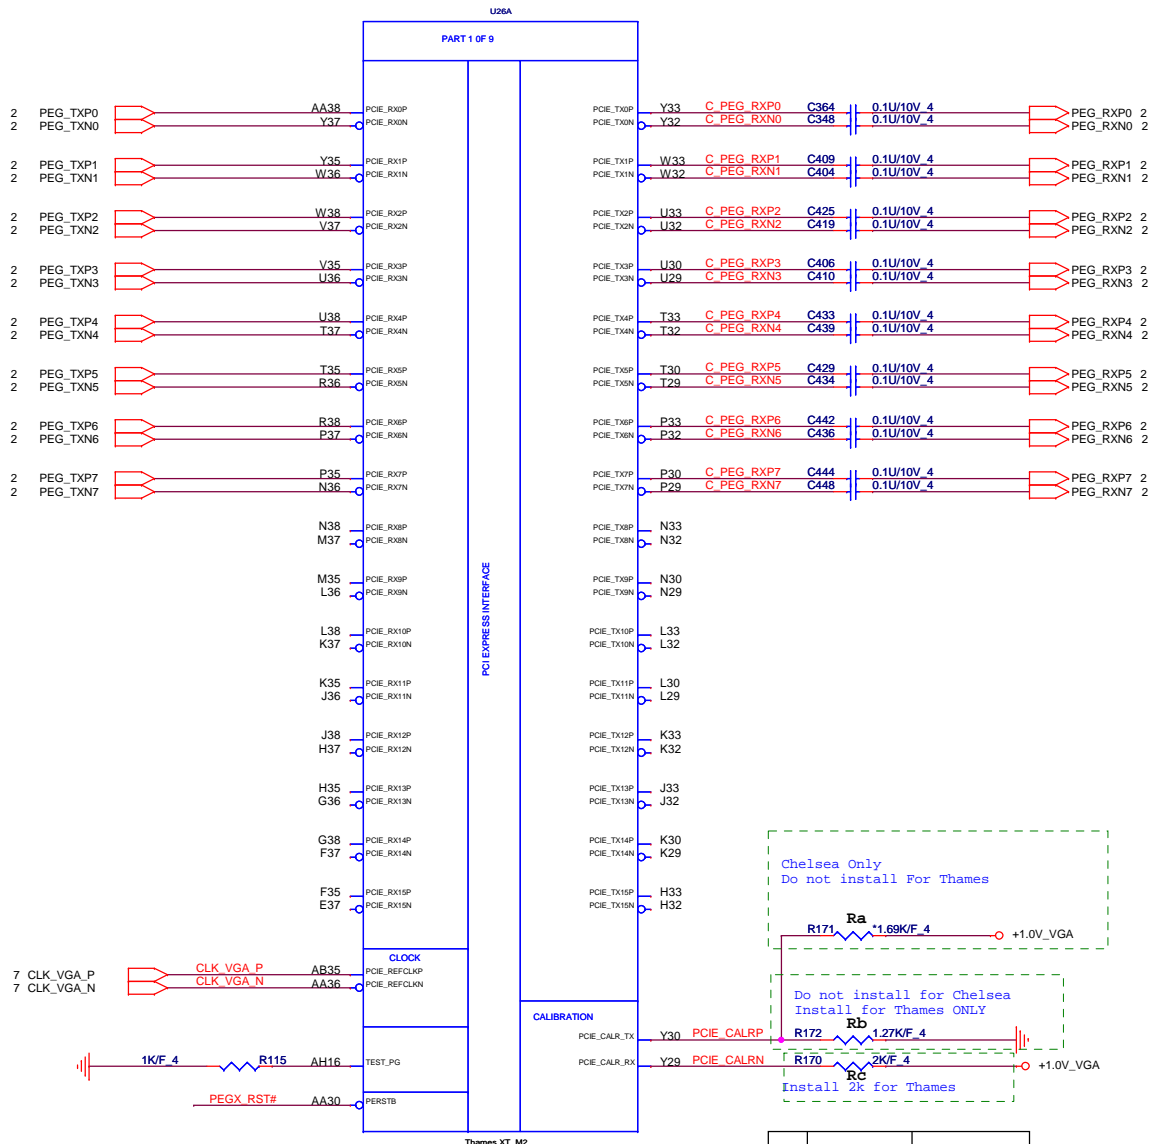 U26A
PART 1 0F 9
2 PEG_TXP0 AA38 PCIE_RX0P PCIE_TX0P Y33 C_PEG_RXP0 C364 0.1U/10V_4 PEG_RXP0 2
2 PEG_TXN0 Y37 PCIE_RX0N PCIE_TX0N Y32 C_PEG_RXN0 C348 0.1U/10V_4 PEG_RXN0 2
2 PEG_TXP1 Y35 PCIE_RX1P PCIE_TX1P W33 C_PEG_RXP1 C409 0.1U/10V_4 PEG_RXP1 2
2 PEG_TXN1 W36 PCIE_RX1N PCIE_TX1N W32 C_PEG_RXN1 C404 0.1U/10V_4 PEG_RXN1 2
2 PEG_TXP2 W38 PCIE_RX2P PCIE_TX2P U33 C_PEG_RXP2 C425 0.1U/10V_4 PEG_RXP2 2
2 PEG_TXN2 V37 PCIE_RX2N PCIE_TX2N U32 C_PEG_RXN2 C419 0.1U/10V_4 PEG_RXN2 2
2 PEG_TXP3 V35 PCIE_RX3P PCIE_TX3P U30 C_PEG_RXP3 C406 0.1U/10V_4 PEG_RXP3 2
2 PEG_TXN3 U36 PCIE_RX3N PCIE_TX3N U29 C_PEG_RXN3 C410 0.1U/10V_4 PEG_RXN3 2
2 PEG_TXP4 U38 PCIE_RX4P PCIE_TX4P T33 C_PEG_RXP4 C433 0.1U/10V_4 PEG_RXP4 2
2 PEG_TXN4 T37 PCIE_RX4N PCIE_TX4N T32 C_PEG_RXN4 C439 0.1U/10V_4 PEG_RXN4 2
2 PEG_TXP5 T35 PCIE_RX5P PCIE_TX5P T30 C_PEG_RXP5 C429 0.1U/10V_4 PEG_RXP5 2
2 PEG_TXN5 R36 PCIE_RX5N PCIE_TX5N T29 C_PEG_RXN5 C434 0.1U/10V_4 PEG_RXN5 2
2 PEG_TXP6 R38 PCIE_RX6P PCIE_TX6P P33 C_PEG_RXP6 C442 0.1U/10V_4 PEG_RXP6 2
2 PEG_TXN6 P37 PCIE_RX6N PCIE_TX6N P32 C_PEG_RXN6 C436 0.1U/10V_4 PEG_RXN6 2
2 PEG_TXP7 P35 PCIE_RX7P PCIE_TX7P P30 C_PEG_RXP7 C444 0.1U/10V_4 PEG_RXP7 2
2 PEG_TXN7 N36 PCIE_RX7N PCIE_TX7N P29 C_PEG_RXN7 C448 0.1U/10V_4 PEG_RXN7 2
N38 PCIE_RX8P PCIE_TX8P N33
M37 PCIE_RX8N PCIE_TX8N N32
M35 PCIE_RX9P PCIE_TX9P N30
L36 PCIE_RX9N PCIE_TX9N N29
L38 PCIE_RX10P PCIE_TX10P L33
K37 PCIE_RX10N PCIE_TX10N L32
K35 PCIE_RX11P PCIE_TX11P L30
J36 PCIE_RX11N PCIE_TX11N L29
J38 PCIE_RX12P PCIE_TX12P K33
H37 PCIE_RX12N PCIE_TX12N K32
H35 PCIE_RX13P PCIE_TX13P J33
G36 PCIE_RX13N PCIE_TX13N J32
G38 PCIE_RX14P PCIE_TX14P K30
F37 PCIE_RX14N PCIE_TX14N K29
F35 PCIE_RX15P PCIE_TX15P H33
E37 PCIE_RX15N PCIE_TX15N H32
PCI EXPRESS INTERFACE
Chelsea Only
Do not install For Thames
Ra
R171 *1.69K/F_4 +1.0V_VGA
CLOCK
7 CLK_VGA_P CLK_VGA_P AB35 PCIE_REFCLKP
7 CLK_VGA_N CLK_VGA_N AA36 PCIE_REFCLKN
Do not install for Chelsea
Install for Thames ONLY
CALIBRATION
Rb
PCIE_CALR_TX Y30 PCIE_CALRP R172 1.27K/F_4
1K/F_4 R115 AH16 TEST_PG PCIE_CALR_RX Y29 PCIE_CALRN R170 2K/F_4 +1.0V_VGA
Rc
Install 2k for Thames
PEGX_RST# AA30 PERSTB
Thames XT_M2